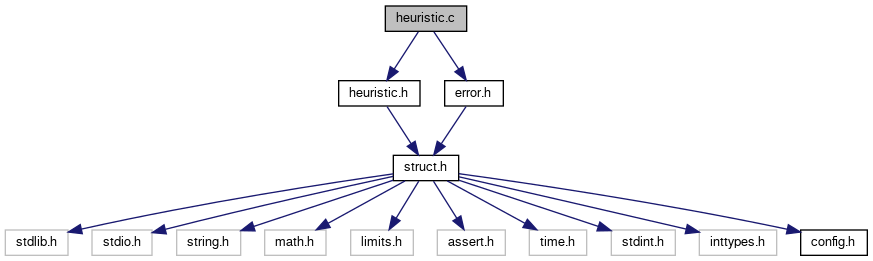 heuristic.c
heuristic.h
error.h
struct.h
stdlib.h
stdio.h
string.h
math.h
limits.h
assert.h
time.h
stdint.h
inttypes.h
config.h